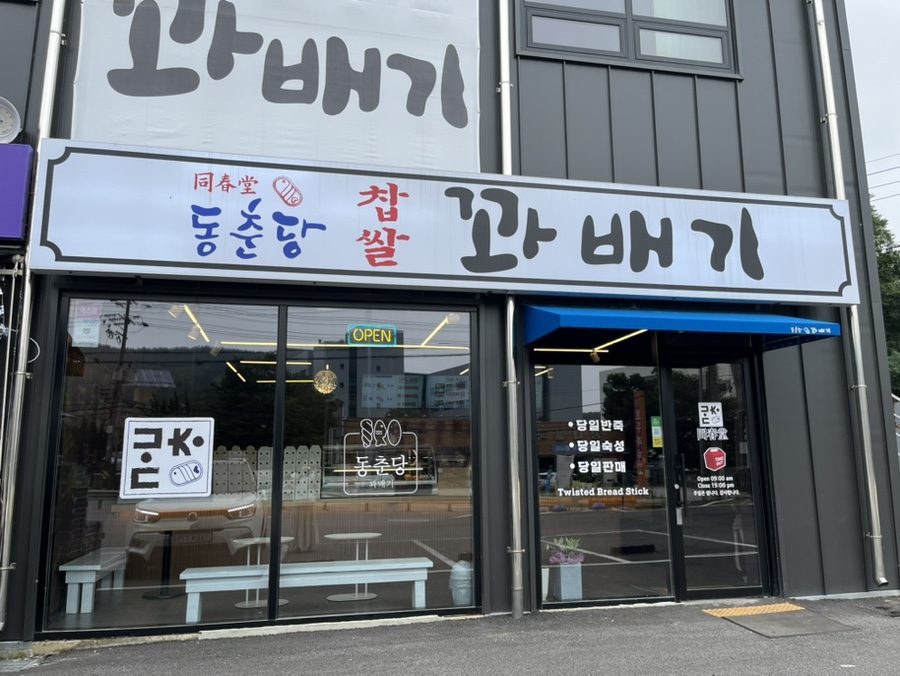 꽈배기
同春堂
동춘당
찹쌀
꽈배기
OPEN
동춘당
꽈배기
• 당일반죽
• 당일숙성
• 당일판매
Twisted Bread Stick
同春堂
Open 09:00 am
Close 19:00 pm